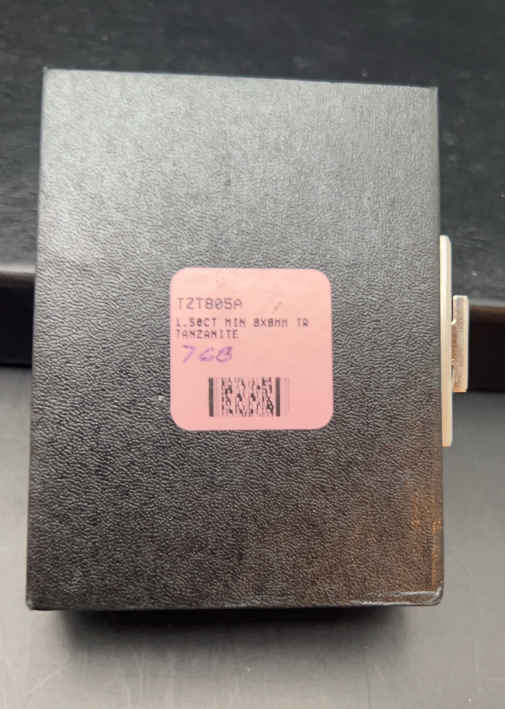 TZT805A
1.50CT MIN 8X8MM TR
TANZANITE
76B